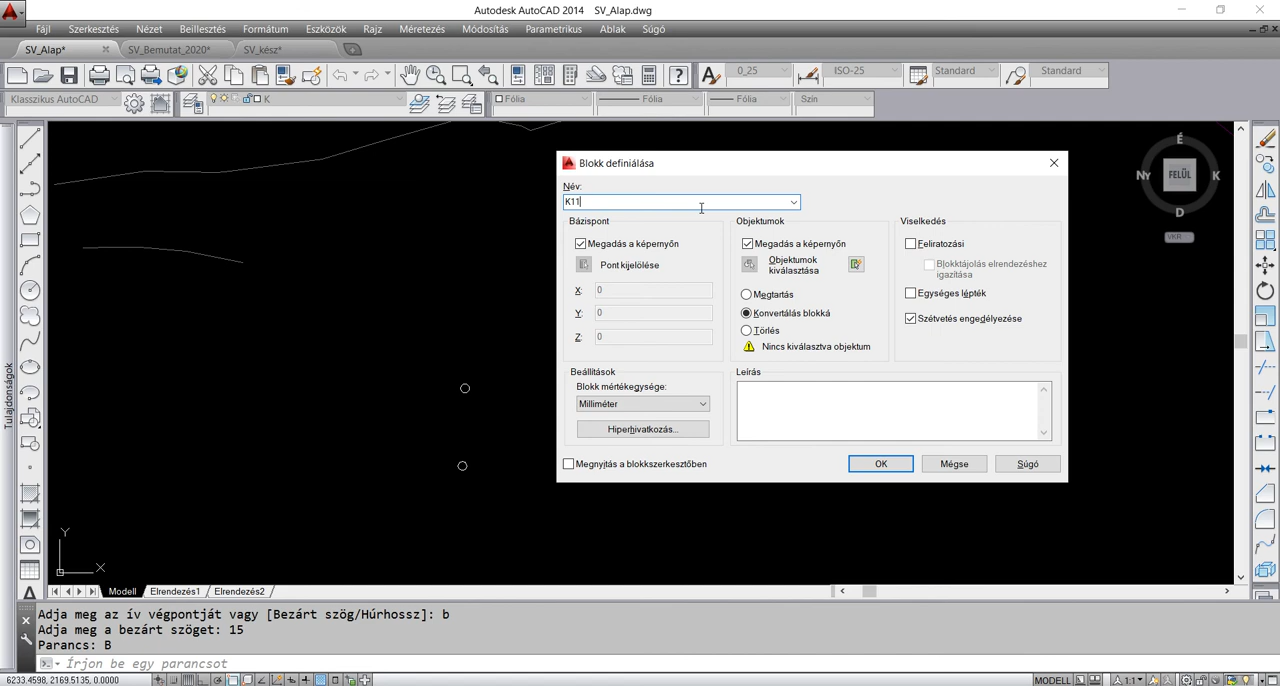 Autodesk AutoCAD 2014 SV_Alap.dwg
Fájl Szerkesztés Nézet Beillesztés Formátum Eszközök Rajz Méretezés Módosítás Parametrikus Ablak Súgó
SV_Alap* SV_Bemutat_2020* SV_kész*
0_25 ISO-25 Standard Standard
Klasszikus AutoCAD K Fólia Fólia Fólia Szín
É
NY FELÜL K
D
VKR
Tulajdonságok
Blokk definiálása
Név:
K11
Bázispont Objektumok Viselkedés
Megadás a képernyőn Megadás a képernyőn Feliratozási
Pont kijelölése Objektumok kiválasztása Blokktájolás elrendezéshez igazítása
X: 0 Megtartás Egységes lépték
Y: 0 Konvertálás blokká Szétvetés engedélyezése
Z: 0 Törlés
Nincs kiválasztva objektum
Beállítások Leírás
Blokk mértékegysége:
Milliméter
Hiperhivatkozás...
Megnyitás a blokkszerkesztőben OK Mégse Súgó
Y
X
Modell Elrendezés1 Elrendezés2
Adja meg az ív végpontját vagy [Bezárt szög/Húrhossz]: b
Adja meg a bezárt szöget: 15
Parancs: B
Írjon be egy parancsot
6233.4598, 2169.5135, 0.0000 MODELL 1:1